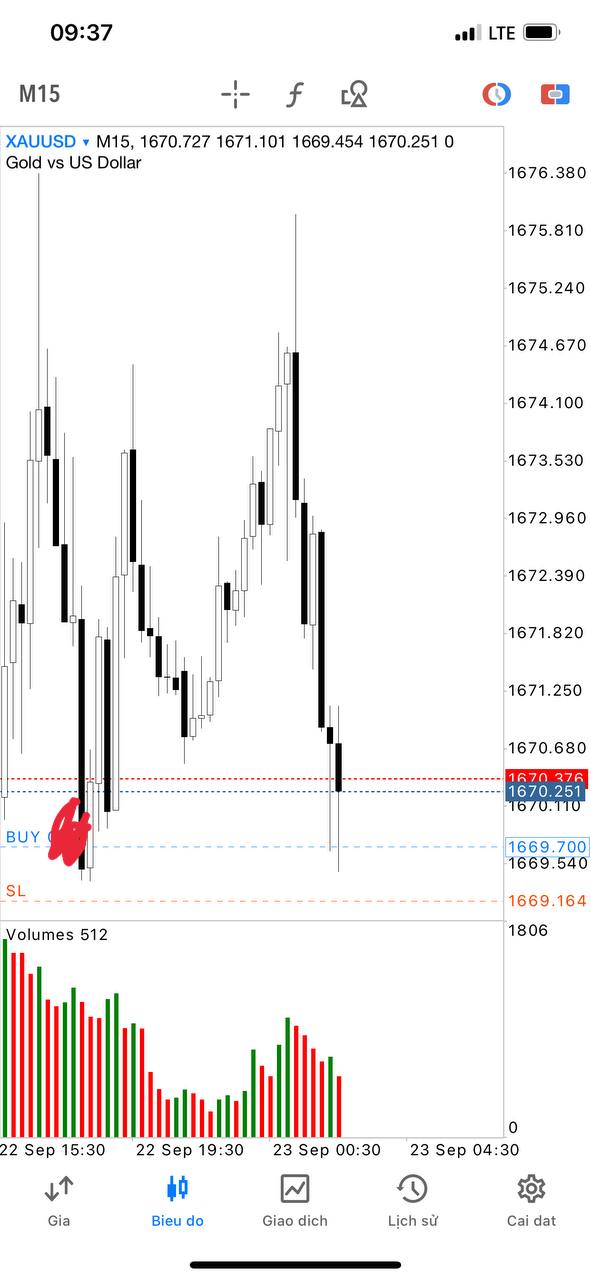 09:37
LTE
M15
XAUUSD ▾ M15, 1670.727 1671.101 1669.454 1670.251 0
Gold vs US Dollar
1676.380
1675.810
1675.240
1674.670
1674.100
1673.530
1672.960
1672.390
1671.820
1671.250
1670.680
1670.376
1670.251
1670.110
BUY
1669.700
1669.540
SL
1669.164
Volumes 512
1806
0
22 Sep 15:30
22 Sep 19:30
23 Sep 00:30
23 Sep 04:30
Gia
Bieu do
Giao dich
Lịch sử
Cai dat